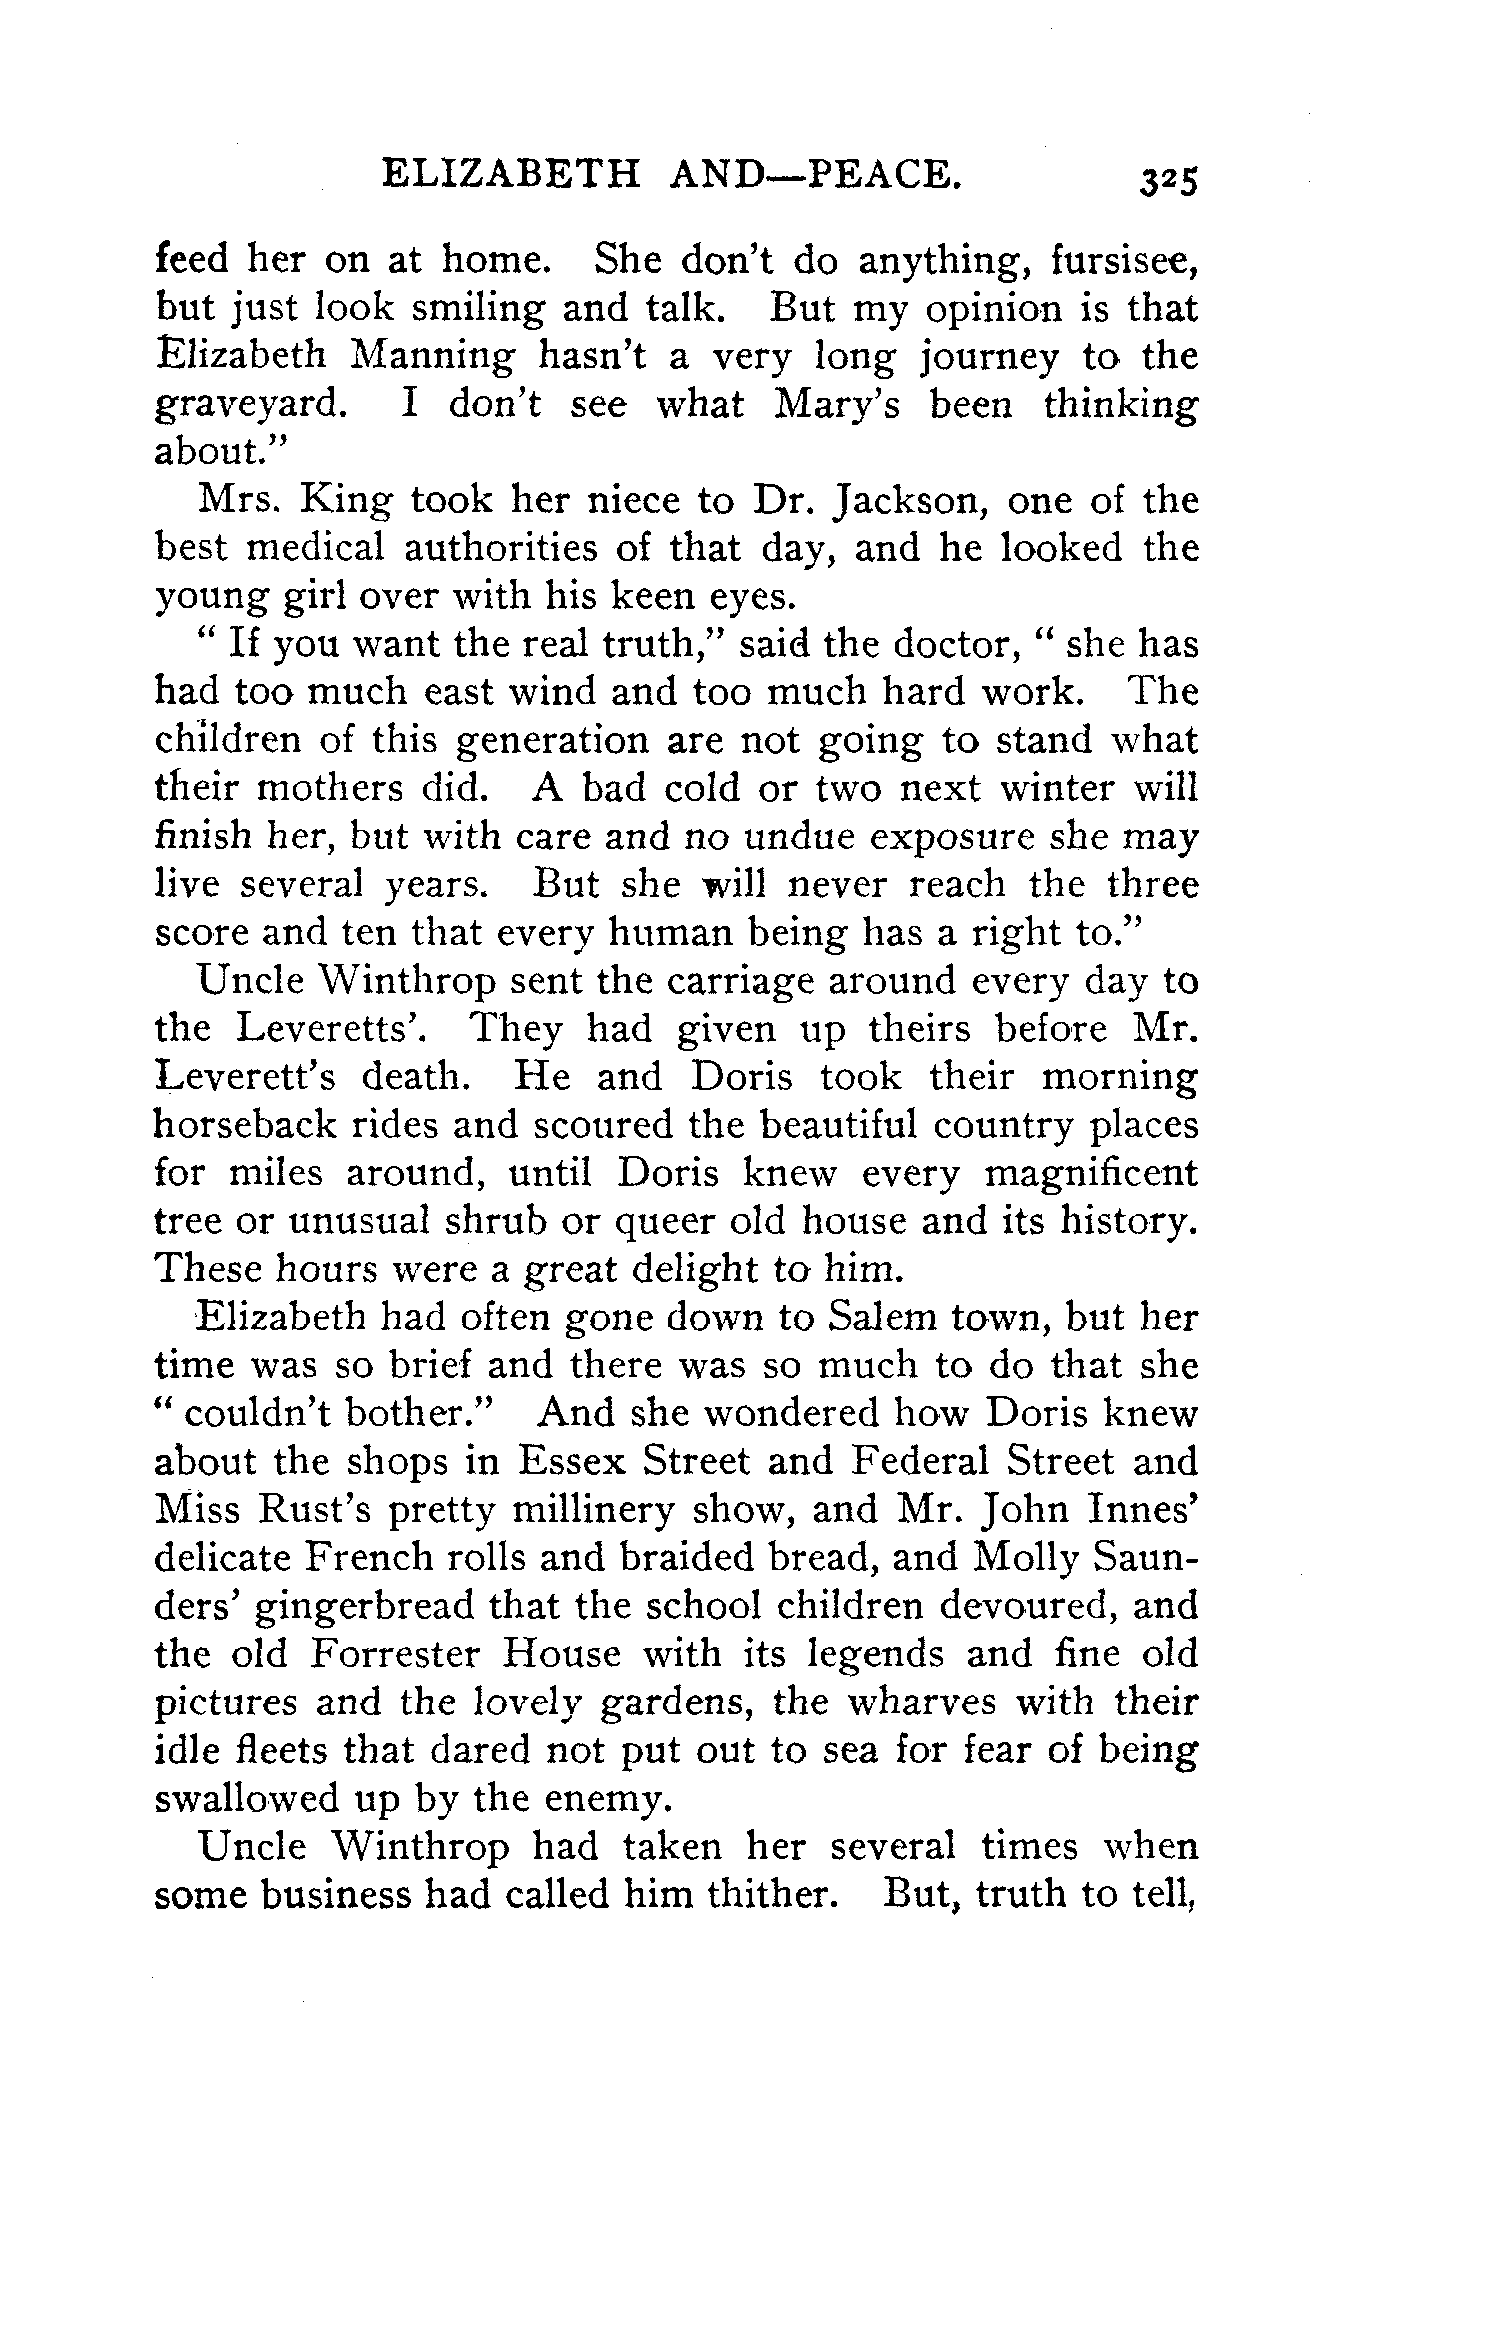 ELIZABETH AND—PEACE. 325
feed her on at home. She don't do anything, fursisee,
but just look smiling and talk. But my opinion is that
Elizabeth Manning hasn't a very long journey to the
graveyard. I don't see what Mary's been thinking
about."
Mrs. King took her niece to Dr. Jackson, one of the
best medical authorities of that day, and he looked the
young girl over with his keen eyes.
" If you want the real truth," said the doctor, " she has
had too much east wind and too much hard work. The
children of this generation are not going to stand what
their mothers did. A bad cold or two next winter will
finish her, but with care and no undue exposure she may
live several years. But she will never reach the three
score and ten that every human being has a right to."
Uncle Winthrop sent the carriage around every day to
the Leveretts'. They had given up theirs before Mr.
Leverett's death. He and Doris took their morning
horseback rides and scoured the beautiful country places
for miles around, until Doris knew every magnificent
tree or unusual shrub or queer old house and its history.
These hours were a great delight to him.
Elizabeth had often gone down to Salem town, but her
time was so brief and there was so much to do that she
" couldn't bother." And she wondered how Doris knew
about the shops in Essex Street and Federal Street and
Miss Rust's pretty millinery show, and Mr. John Innes'
delicate French rolls and braided bread, and Molly Saun-
ders' gingerbread that the school children devoured, and
the old Forrester House with its legends and fine old
pictures and the lovely gardens, the wharves with their
idle fleets that dared not put out to sea for fear of being
swallowed up by the enemy.
Uncle Winthrop had taken her several times when
some business had called him thither. But, truth to tell,